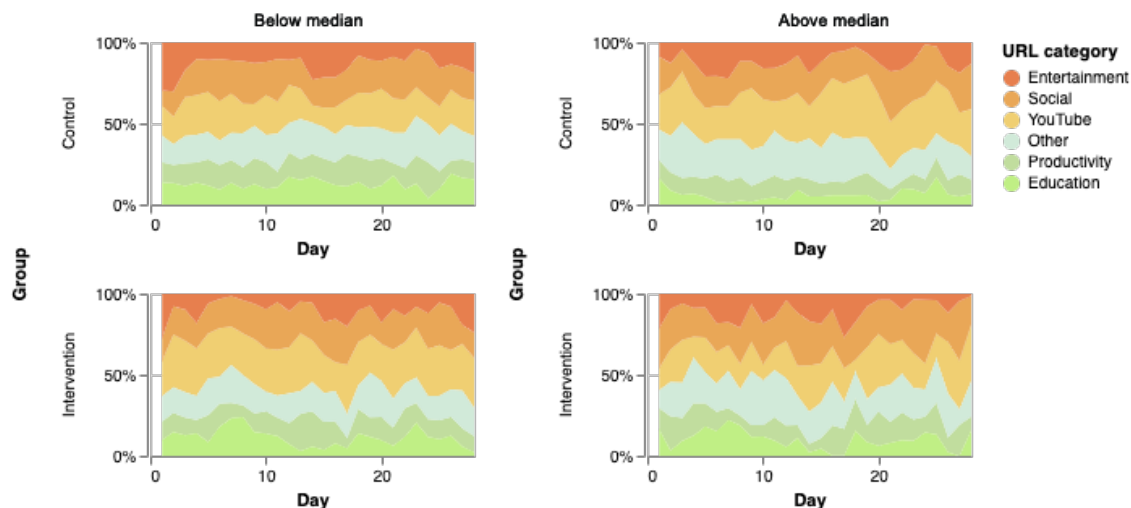 Below median
Above median
100%
50%
0%
Control
0
10
20
Day
100%
50%
0%
Control
0
10
20
Day
URL category
Entertainment
Social
YouTube
Other
Productivity
Education
Group
Group
100%
50%
0%
Intervention
0
10
20
Day
100%
50%
0%
Intervention
0
10
20
Day